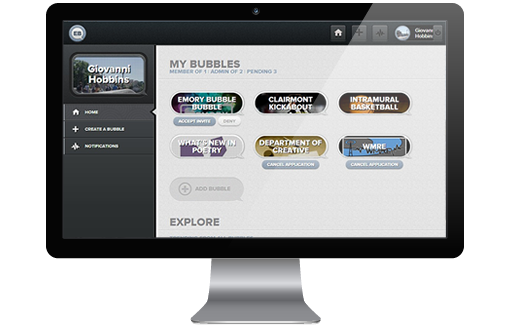 Giovanni
Hobbins
Giovanni
Hobbins
HOME
CREATE A BUBBLE
NOTIFICATIONS
MY BUBBLES
MEMBER OF 1 | ADMIN OF 2 | PENDING 3
EMORY BUBBLE
BUBBLE
ACCEPT INVITE
DENY
CLAIRMONT
KICKABOUT
INTRAMURAL
BASKETBALL
WHAT'S NEW IN
POETRY
DEPARTMENT OF
CREATIVE
CANCEL APPLICATION
WMRE
CANCEL APPLICATION
ADD BUBBLE
EXPLORE